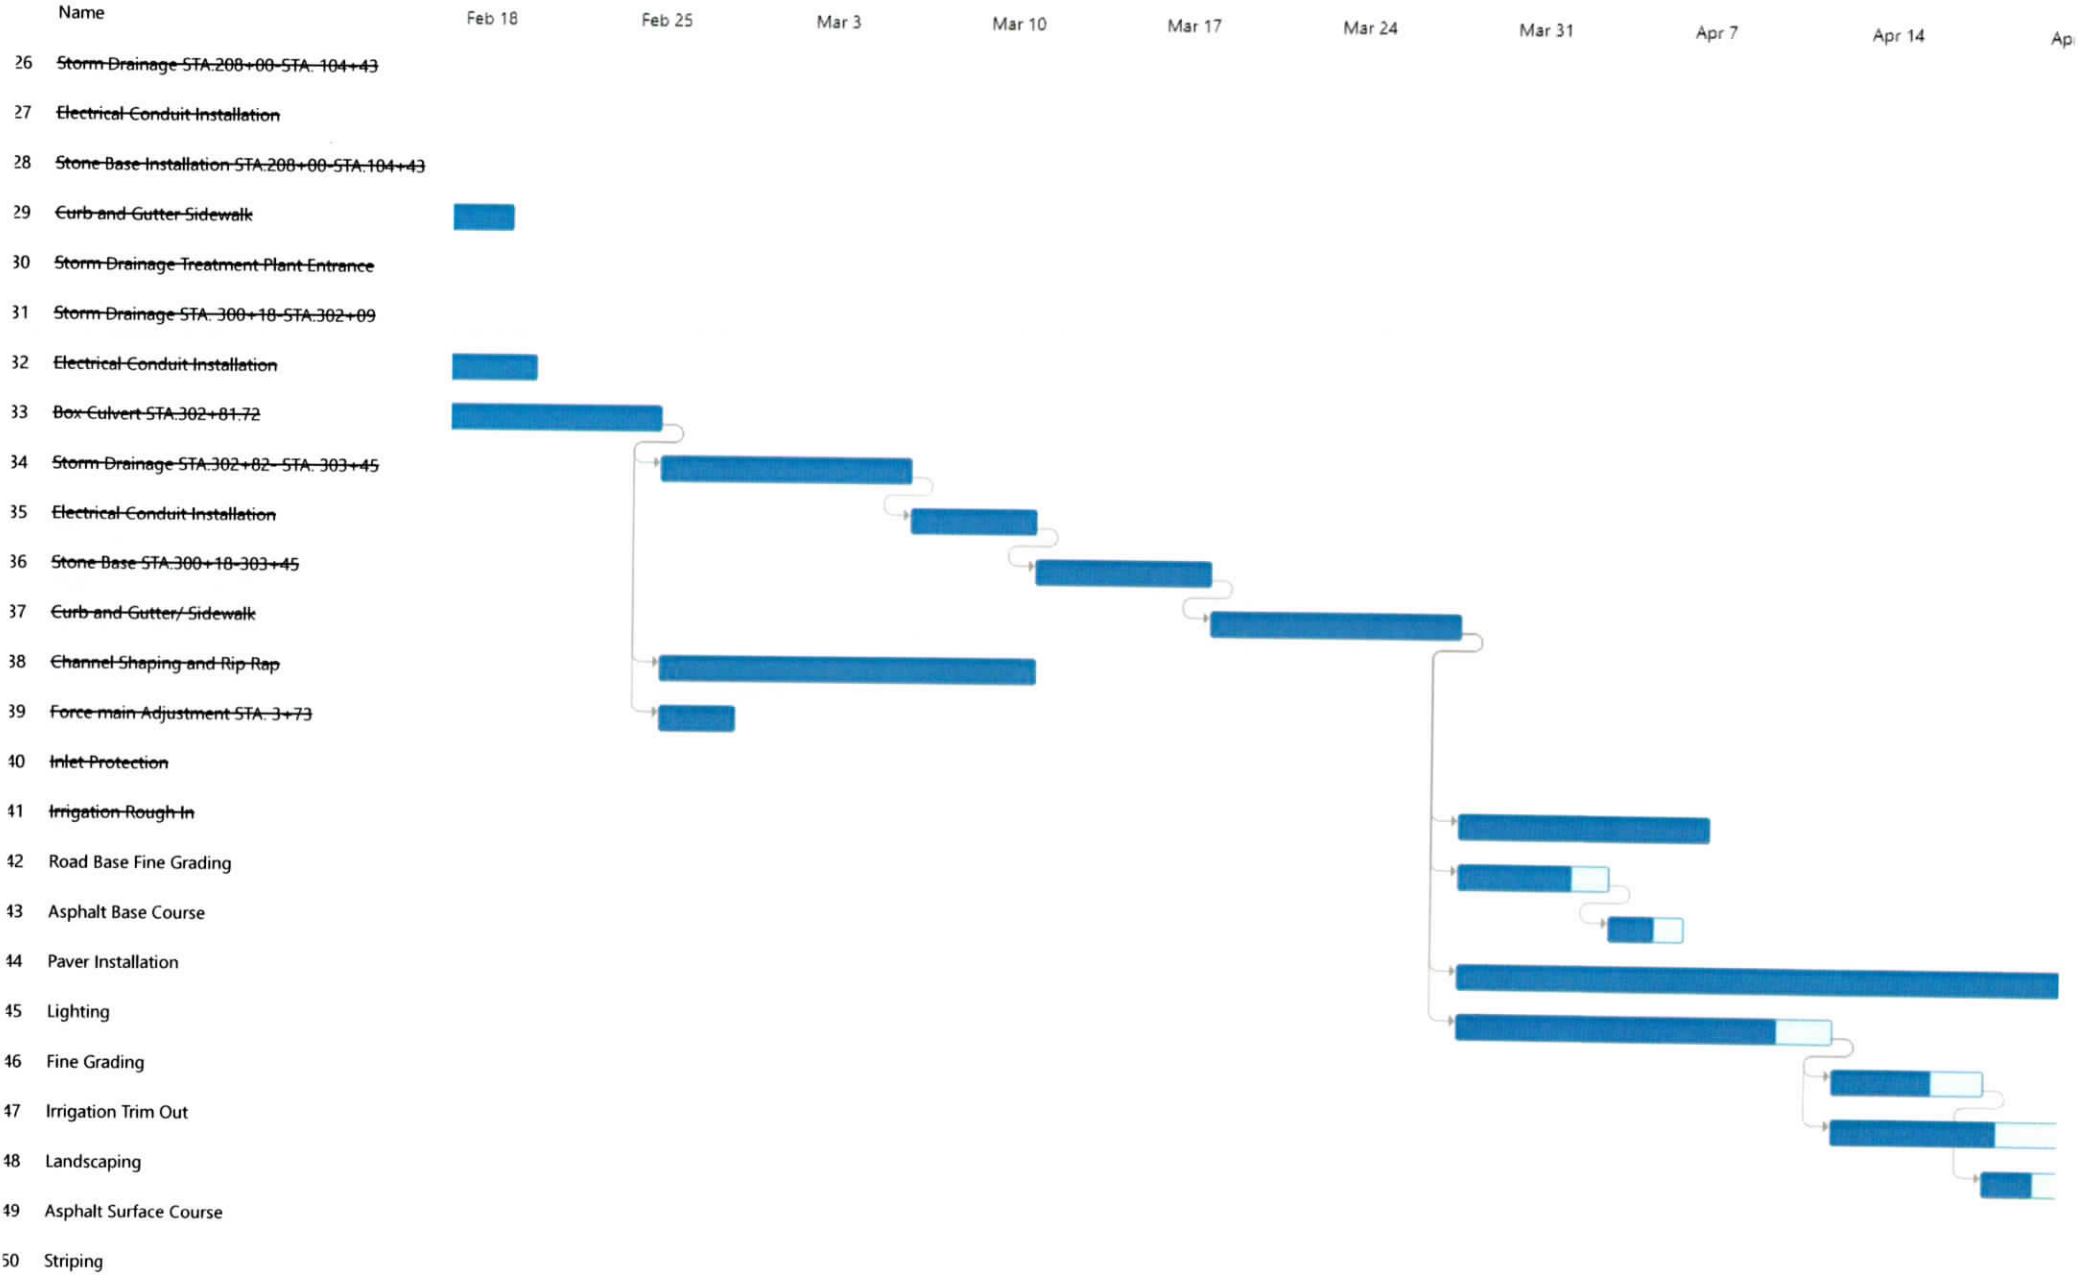 Name Feb 18 Feb 25 Mar 3 Mar 10 Mar 17 Mar 24 Mar 31 Apr 7 Apr 14
26 Storm Drainage STA.208+00-STA. 104+43
27 Electrical Conduit Installation
28 Stone Base Installation STA.208+00-STA.104+43
29 Curb and Gutter Sidewalk
30 Storm Drainage Treatment Plant Entrance
31 Storm Drainage STA. 300+18-STA.302+09
32 Electrical Conduit Installation
33 Box Culvert STA.302+81.72
34 Storm Drainage STA.302+82- STA. 303+45
35 Electrical Conduit Installation
36 Stone Base STA.300+18-303+45
37 Curb and Gutter/ Sidewalk
38 Channel Shaping and Rip Rap
39 Force main Adjustment STA. 3+73
40 Inlet Protection
41 Irrigation Rough In
42 Road Base Fine Grading
43 Asphalt Base Course
44 Paver Installation
45 Lighting
46 Fine Grading
47 Irrigation Trim Out
48 Landscaping
49 Asphalt Surface Course
50 Striping